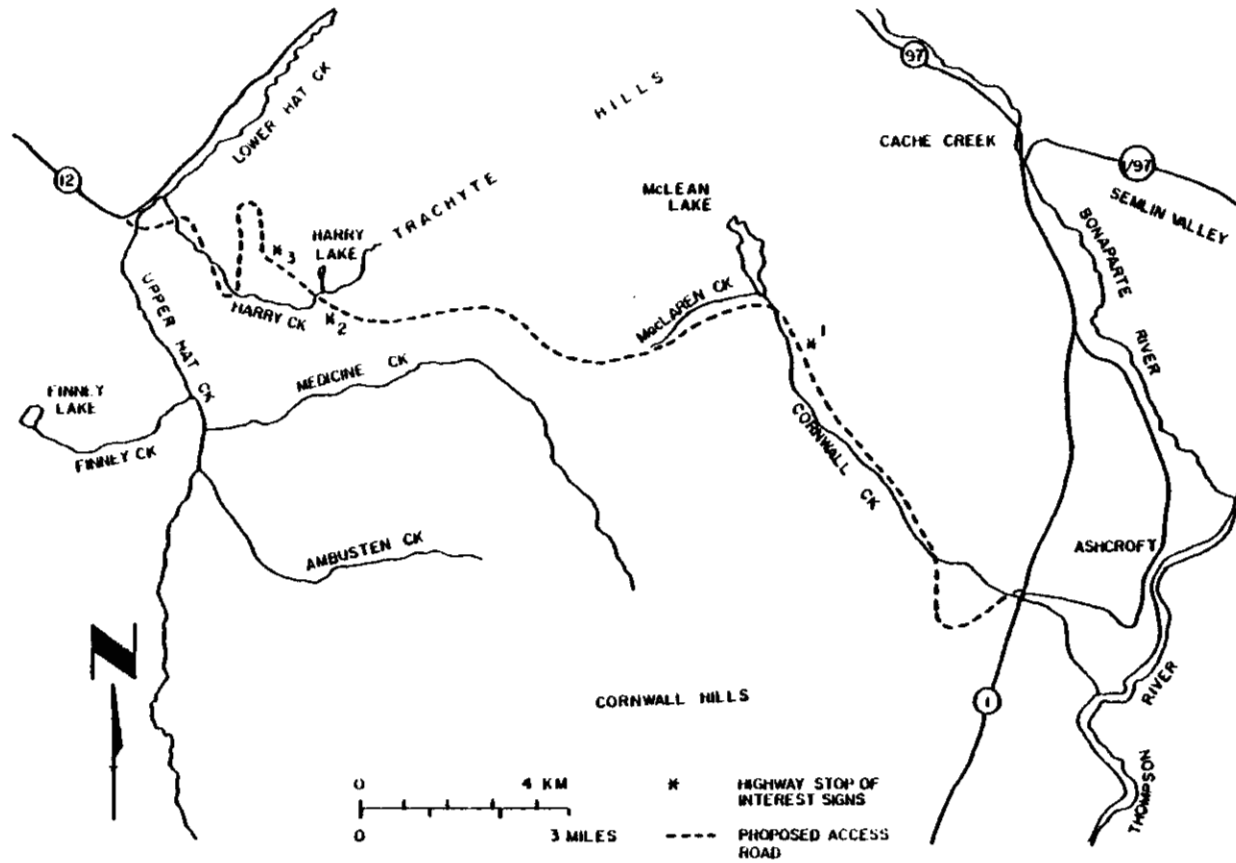 97
HILLS
LOWER HAT CK
CACHE CREEK
1/97
12
McLEAN
LAKE
SEMLIN VALLEY
TRACHYTE
BONAPARTE
RIVER
HARRY
LAKE
*3
UPPER HAT CK
HARRY CK
*2
MacLAREN CK
*1
MEDICINE CK
FINNEY
LAKE
FINNEY CK
CORNWALL CK
AMBUSTEN CK
ASHCROFT
N
CORNWALL HILLS
1
THOMPSON
RIVER
0 4 KM
0 3 MILES
* HIGHWAY STOP OF
INTEREST SIGNS
PROPOSED ACCESS
ROAD